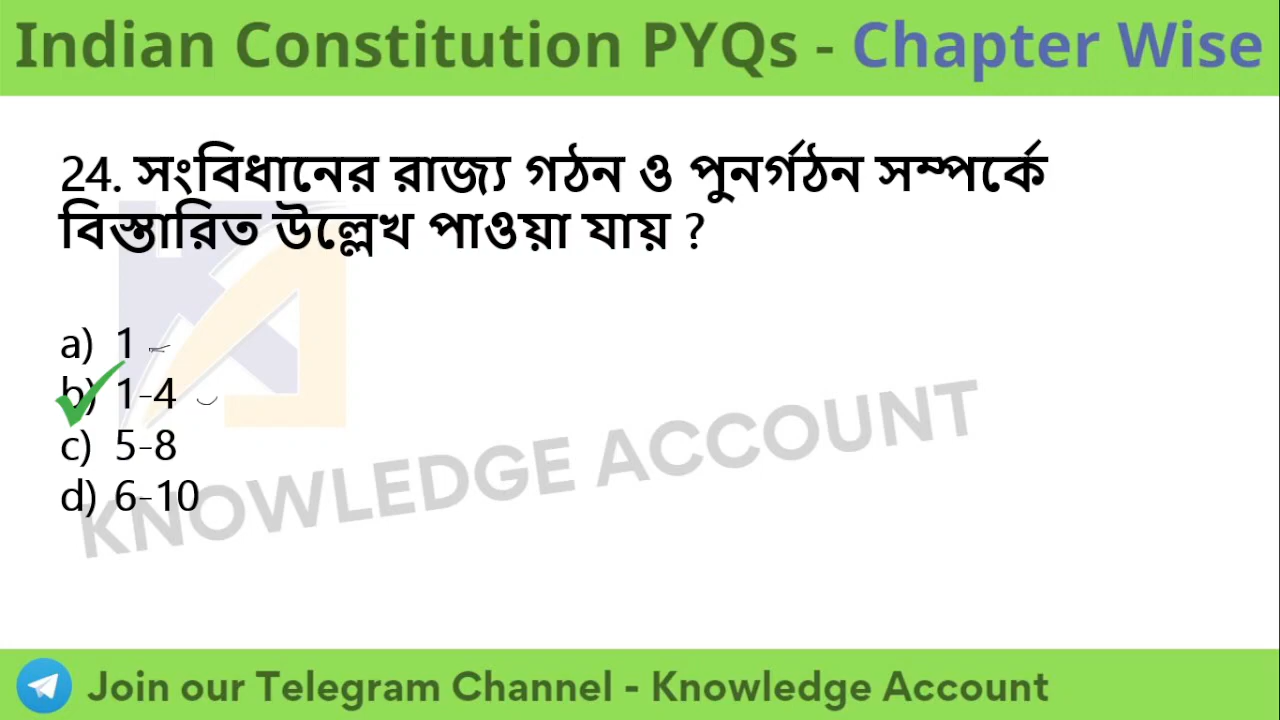 Indian Constitution PYQs - Chapter Wise
24. সংবিধানের রাজ্য গঠন ও পুনর্গঠন সম্পর্কে
বিস্তারিত উল্লেখ পাওয়া যায় ?
a) 1
b) 1-4
c) 5-8
d) 6-10
KNOWLEDGE ACCOUNT
Join our Telegram Channel - Knowledge Account